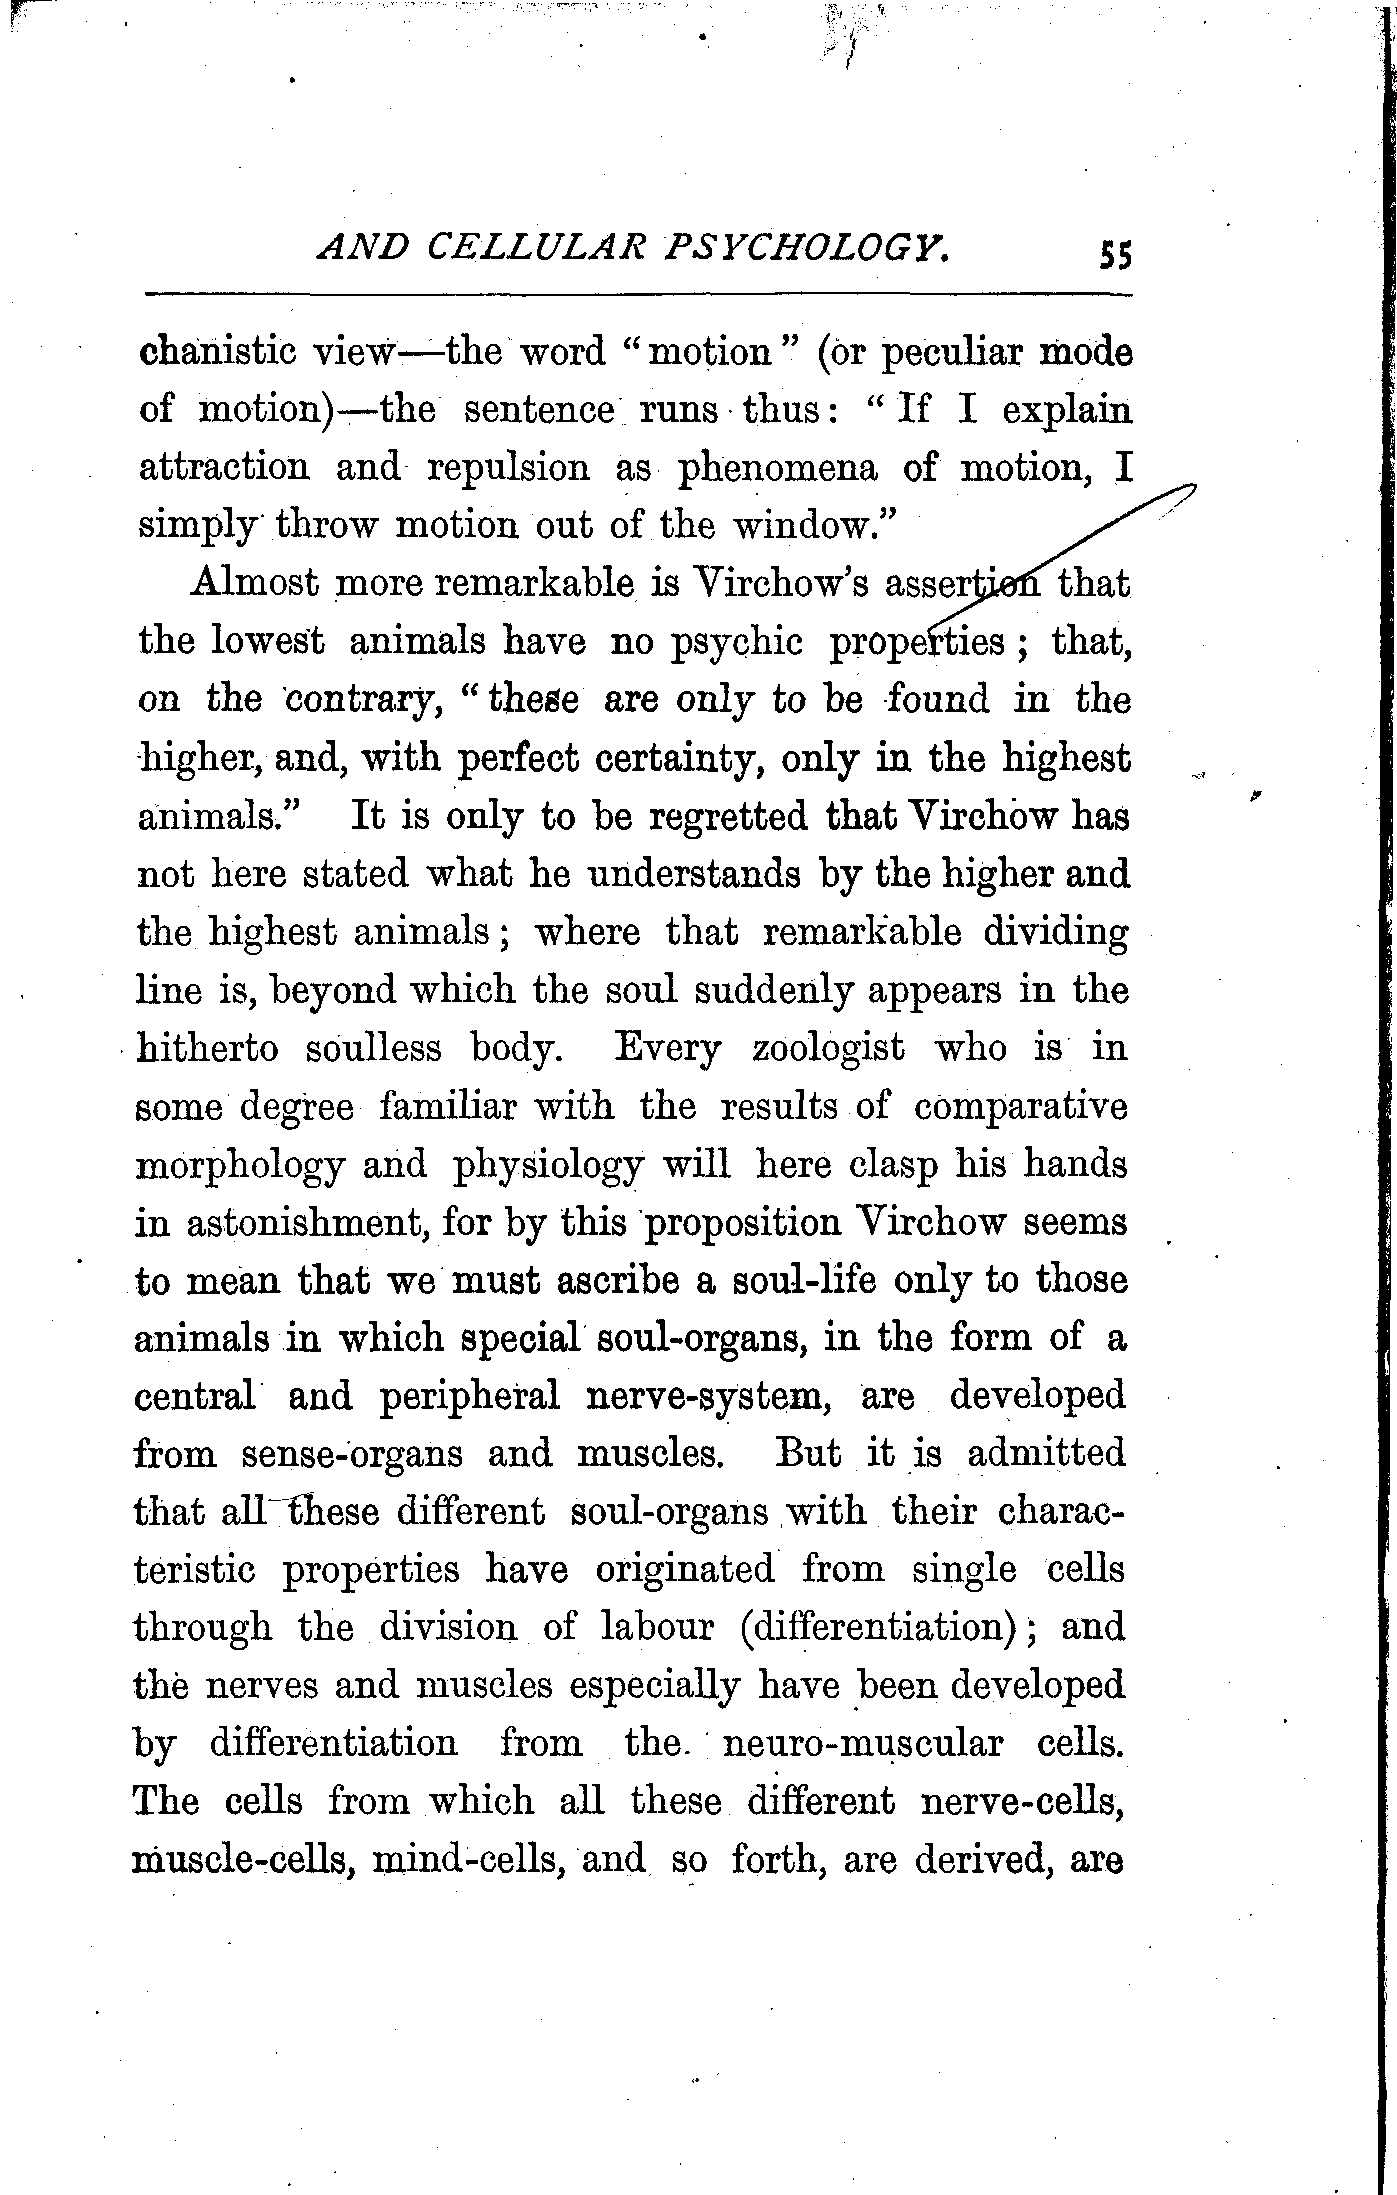 AND CELLULAR PSYCHOLOGY. 55
chanistic view—the word “motion” (or peculiar mode
of motion)—the sentence runs thus: “If I explain
attraction and repulsion as phenomena of motion, I
simply throw motion out of the window.”
Almost more remarkable is Virchow’s assertion that
the lowest animals have no psychic properties; that,
on the contrary, “these are only to be found in the
higher, and, with perfect certainty, only in the highest
animals.” It is only to be regretted that Virchow has
not here stated what he understands by the higher and
the highest animals; where that remarkable dividing
line is, beyond which the soul suddenly appears in the
hitherto soulless body. Every zoologist who is in
some degree familiar with the results of comparative
morphology and physiology will here clasp his hands
in astonishment, for by this proposition Virchow seems
to mean that we must ascribe a soul-life only to those
animals in which special soul-organs, in the form of a
central and peripheral nerve-system, are developed
from sense-organs and muscles. But it is admitted
that all these different soul-organs with their charac-
teristic properties have originated from single cells
through the division of labour (differentiation); and
the nerves and muscles especially have been developed
by differentiation from the neuro-muscular cells.
The cells from which all these different nerve-cells,
muscle-cells, mind-cells, and so forth, are derived, are